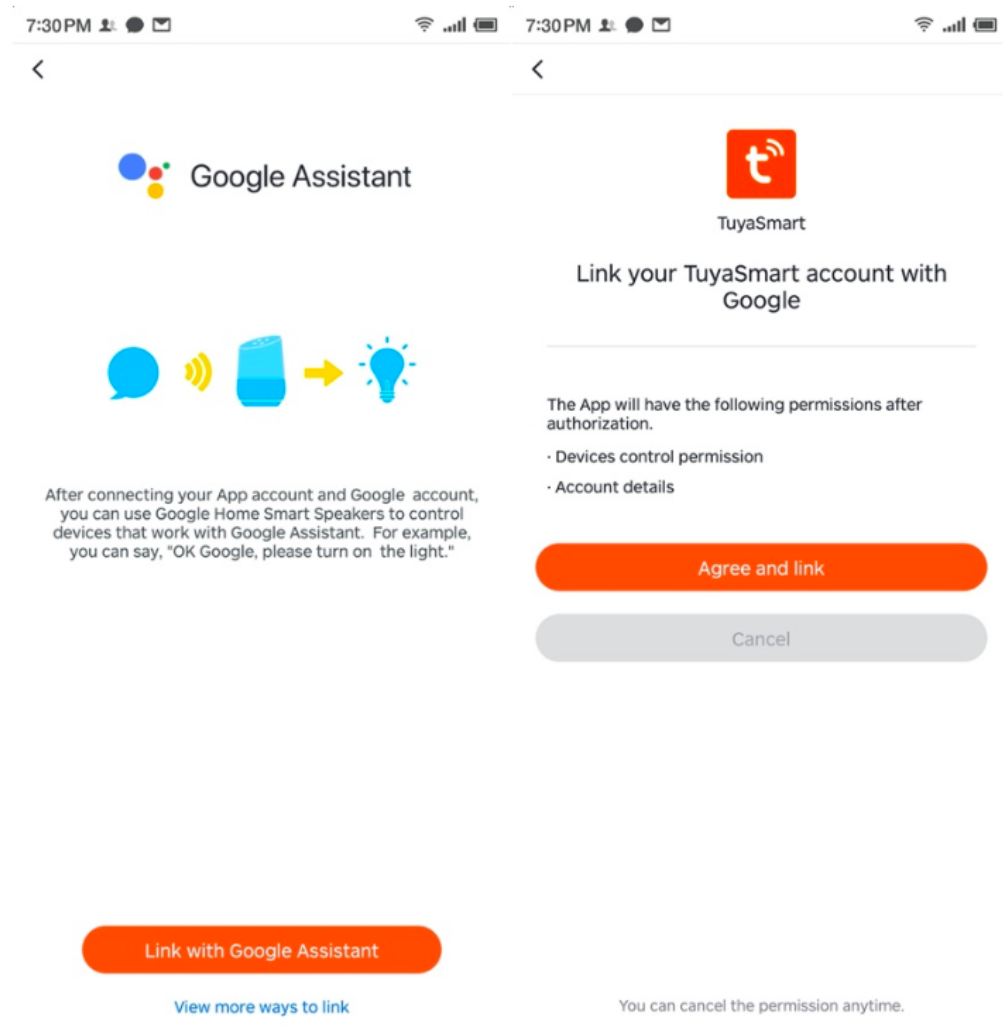 7:30PM
Google Assistant
After connecting your App account and Google account,
you can use Google Home Smart Speakers to control
devices that work with Google Assistant. For example,
you can say, "OK Google, please turn on the light."
Link with Google Assistant
View more ways to link
7:30PM
TuyaSmart
Link your TuyaSmart account with
Google
The App will have the following permissions after
authorization.
· Devices control permission
· Account details
Agree and link
Cancel
You can cancel the permission anytime.